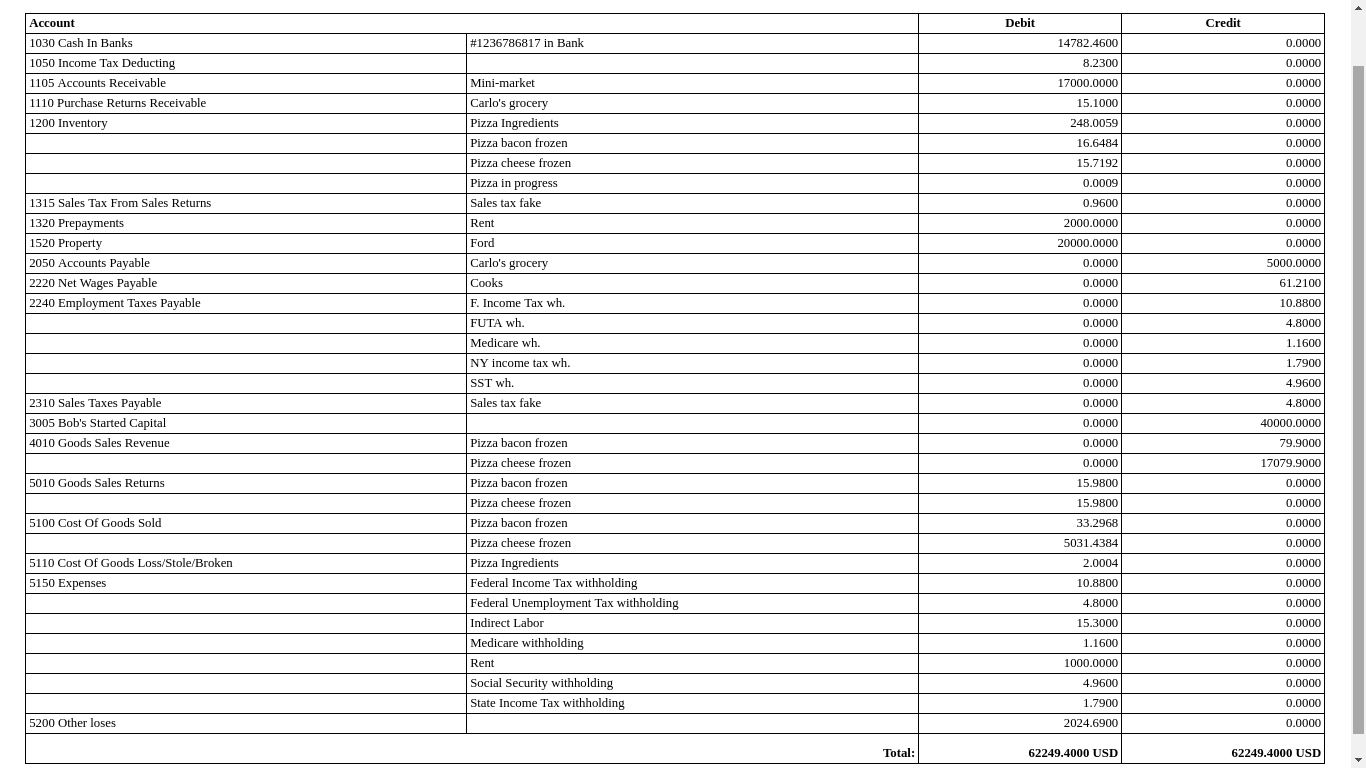 Account Debit Credit
1030 Cash In Banks #1236786817 in Bank 14782.4600 0.0000
1050 Income Tax Deducting 8.2300 0.0000
1105 Accounts Receivable Mini-market 17000.0000 0.0000
1110 Purchase Returns Receivable Carlo's grocery 15.1000 0.0000
1200 Inventory Pizza Ingredients 248.0059 0.0000
Pizza bacon frozen 16.6484 0.0000
Pizza cheese frozen 15.7192 0.0000
Pizza in progress 0.0009 0.0000
1315 Sales Tax From Sales Returns Sales tax fake 0.9600 0.0000
1320 Prepayments Rent 2000.0000 0.0000
1520 Property Ford 20000.0000 0.0000
2050 Accounts Payable Carlo's grocery 0.0000 5000.0000
2220 Net Wages Payable Cooks 0.0000 61.2100
2240 Employment Taxes Payable F. Income Tax wh. 0.0000 10.8800
FUTA wh. 0.0000 4.8000
Medicare wh. 0.0000 1.1600
NY income tax wh. 0.0000 1.7900
SST wh. 0.0000 4.9600
2310 Sales Taxes Payable Sales tax fake 0.0000 4.8000
3005 Bob's Started Capital 0.0000 40000.0000
4010 Goods Sales Revenue Pizza bacon frozen 0.0000 79.9000
Pizza cheese frozen 0.0000 17079.9000
5010 Goods Sales Returns Pizza bacon frozen 15.9800 0.0000
Pizza cheese frozen 15.9800 0.0000
5100 Cost Of Goods Sold Pizza bacon frozen 33.2968 0.0000
Pizza cheese frozen 5031.4384 0.0000
5110 Cost Of Goods Loss/Stole/Broken Pizza Ingredients 2.0004 0.0000
5150 Expenses Federal Income Tax withholding 10.8800 0.0000
Federal Unemployment Tax withholding 4.8000 0.0000
Indirect Labor 15.3000 0.0000
Medicare withholding 1.1600 0.0000
Rent 1000.0000 0.0000
Social Security withholding 4.9600 0.0000
State Income Tax withholding 1.7900 0.0000
5200 Other loses 2024.6900 0.0000
Total: 62249.4000 USD 62249.4000 USD